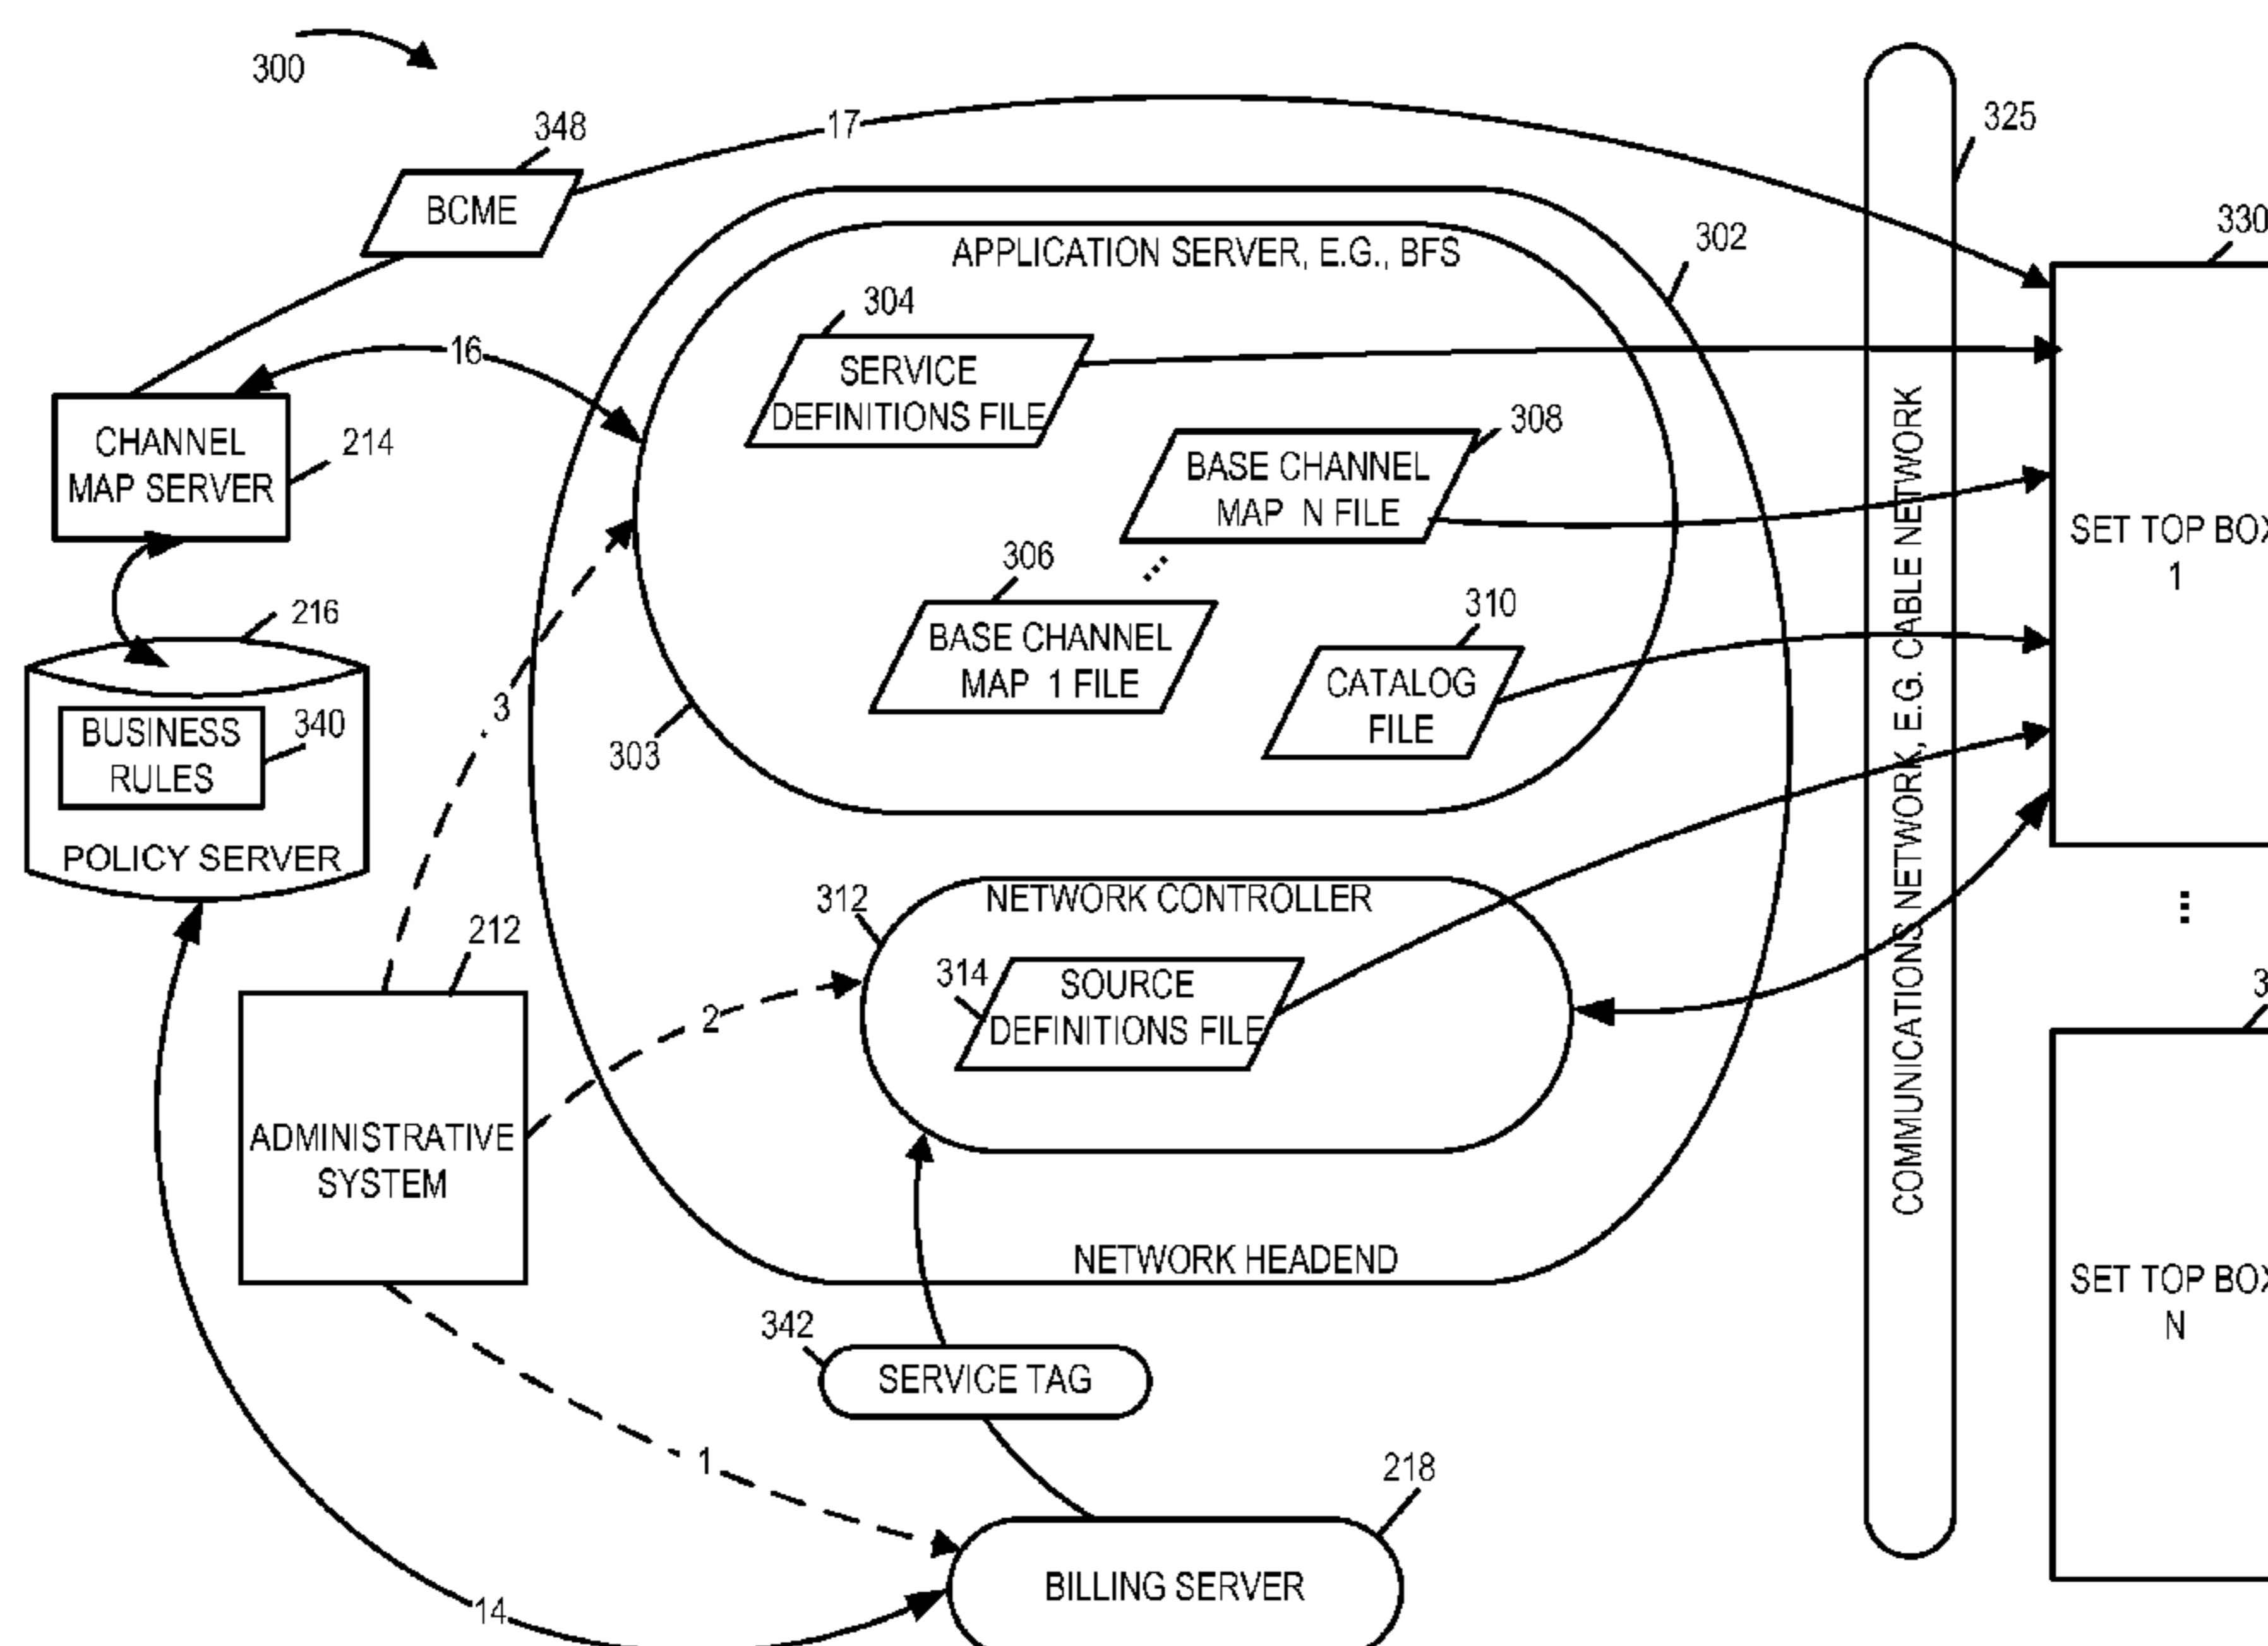 300
348
17
325
BCME
330
302
APPLICATION SERVER, E.G., BFS
304
16
SERVICE
DEFINITIONS FILE
308
CHANNEL
MAP SERVER
214
BASE CHANNEL
MAP N FILE
SET TOP BOX
1
306
...
216
310
BASE CHANNEL
MAP 1 FILE
CATALOG
FILE
3
BUSINESS
RULES
340
303
COMMUNICATIONS NETWORK, E.G. CABLE NETWORK
POLICY SERVER
312
NETWORK CONTROLLER
...
212
314
SOURCE
DEFINITIONS FILE
3
2
ADMINISTRATIVE
SYSTEM
NETWORK HEADEND
SET TOP BOX
N
342
SERVICE TAG
1
218
BILLING SERVER
14